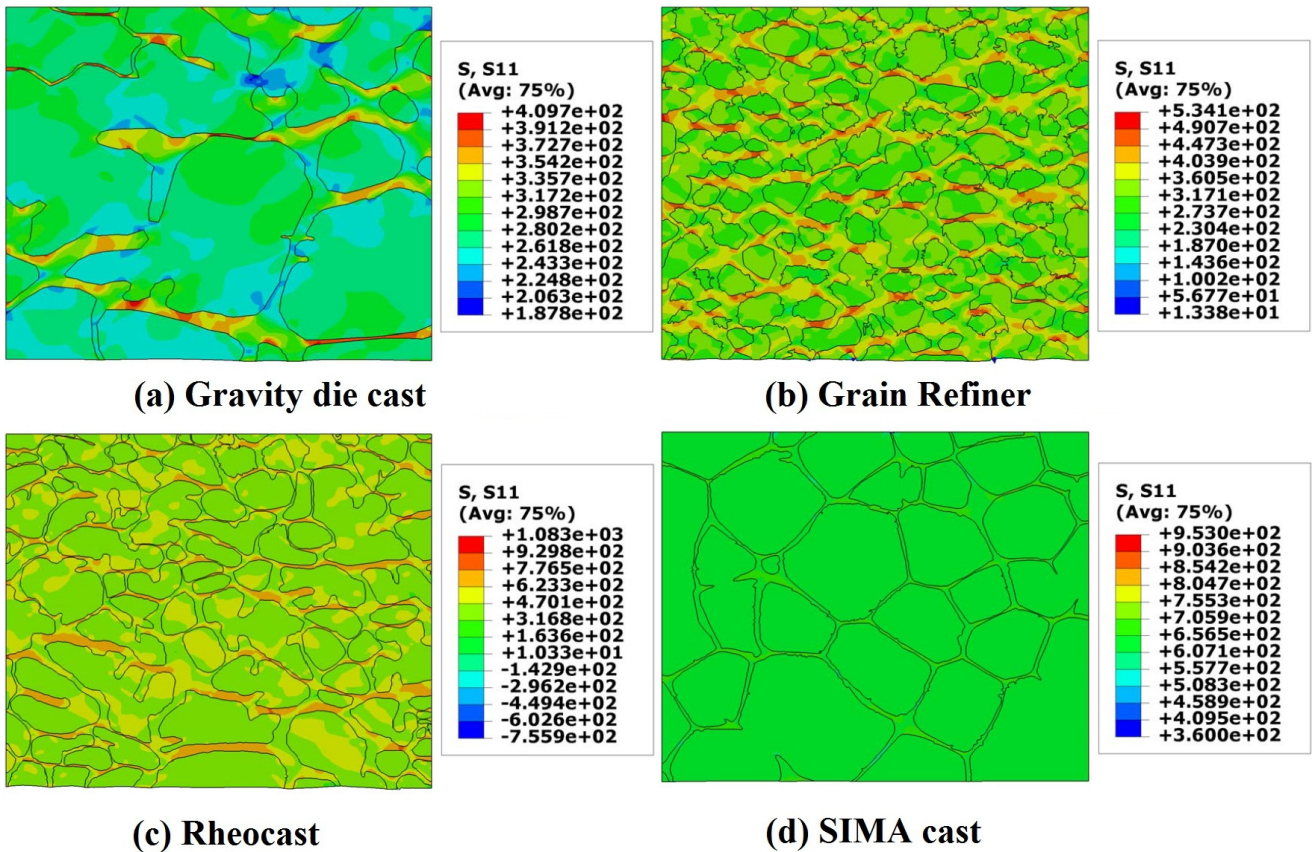 S, S11
(Avg: 75%)
+4.097e+02
+3.912e+02
+3.727e+02
+3.542e+02
+3.357e+02
+3.172e+02
+2.987e+02
+2.802e+02
+2.618e+02
+2.433e+02
+2.248e+02
+2.063e+02
+1.878e+02
(a) Gravity die cast
S, S11
(Avg: 75%)
+5.341e+02
+4.907e+02
+4.473e+02
+4.039e+02
+3.605e+02
+3.171e+02
+2.737e+02
+2.304e+02
+1.870e+02
+1.436e+02
+1.002e+02
+5.677e+01
+1.338e+01
(b) Grain Refiner
S, S11
(Avg: 75%)
+1.083e+03
+9.298e+02
+7.765e+02
+6.233e+02
+4.701e+02
+3.168e+02
+1.636e+02
+1.033e+01
-1.429e+02
-2.962e+02
-4.494e+02
-6.026e+02
-7.559e+02
(c) Rheocast
S, S11
(Avg: 75%)
+9.530e+02
+9.036e+02
+8.542e+02
+8.047e+02
+7.553e+02
+7.059e+02
+6.565e+02
+6.071e+02
+5.577e+02
+5.083e+02
+4.589e+02
+4.095e+02
+3.600e+02
(d) SIMA cast